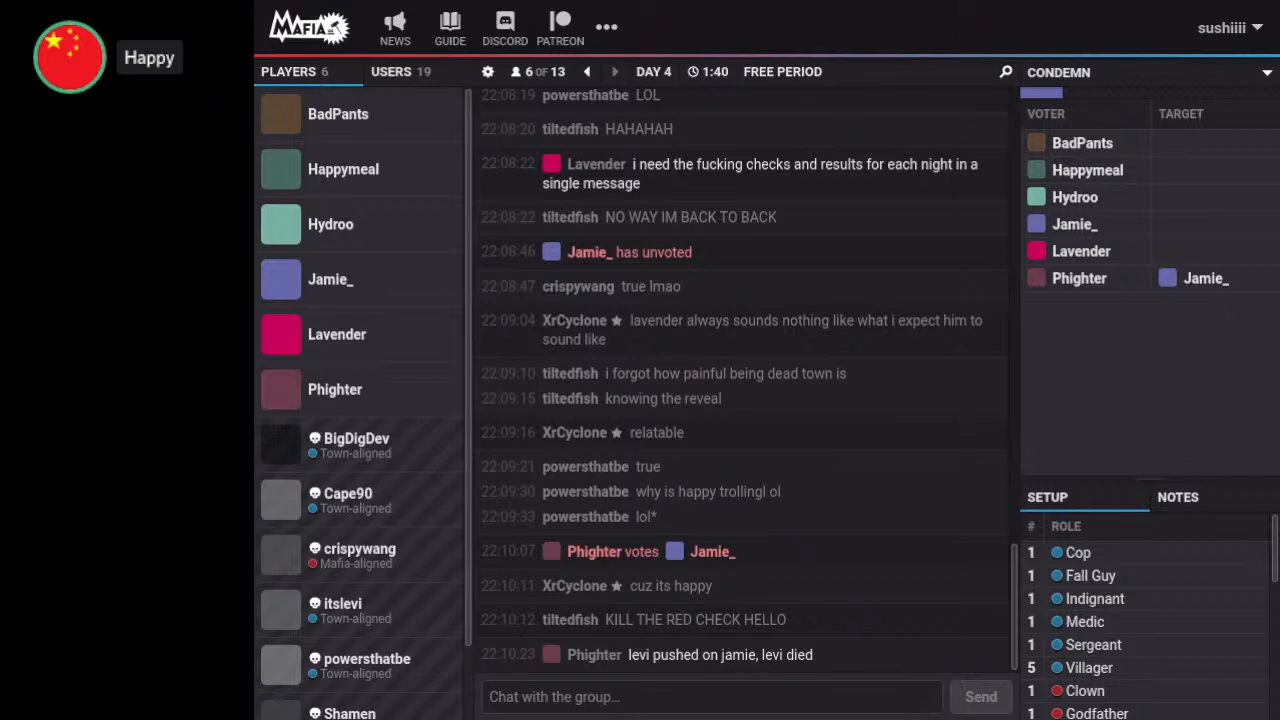 Happy
MAFIA
NEWS
GUIDE
DISCORD
PATREON
sushiiii
PLAYERS 6
USERS 19
6 OF 13
DAY 4
1:40
FREE PERIOD
CONDEMN
BadPants
Happymeal
Hydroo
Jamie_
Lavender
Phighter
BigDigDev
Town-aligned
Cape90
Town-aligned
crispywang
Mafia-aligned
itslevi
Town-aligned
powersthatbe
Town-aligned
Shamen
22:08:19 powersthatbe LOL
22:08:20 tiltedfish HAHAHAH
22:08:22 Lavender i need the fucking checks and results for each night in a
single message
22:08:22 tiltedfish NO WAY IM BACK TO BACK
22:08:46 Jamie_ has unvoted
22:08:47 crispywang true lmao
22:09:04 XrCyclone ★ lavender always sounds nothing like what i expect him to
sound like
22:09:10 tiltedfish i forgot how painful being dead town is
22:09:15 tiltedfish knowing the reveal
22:09:16 XrCyclone ★ relatable
22:09:21 powersthatbe true
22:09:30 powersthatbe why is happy trollingl ol
22:09:33 powersthatbe lol*
22:10:07 Phighter votes Jamie_
22:10:11 XrCyclone ★ cuz its happy
22:10:12 tiltedfish KILL THE RED CHECK HELLO
22:10:23 Phighter levi pushed on jamie, levi died
Chat with the group...
Send
VOTER TARGET
BadPants
Happymeal
Hydroo
Jamie_
Lavender
Phighter Jamie_
SETUP
NOTES
# ROLE
1 Cop
1 Fall Guy
1 Indignant
1 Medic
1 Sergeant
5 Villager
1 Clown
1 Godfather